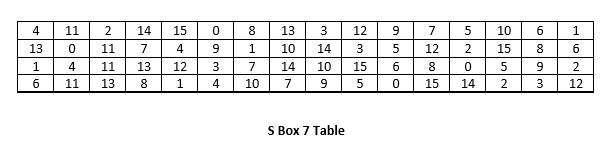 4 11 2 14 15 0 8 13 3 12 9 7 5 10 6 1
13 0 11 7 4 9 1 10 14 3 5 12 2 15 8 6
1 4 11 13 12 3 7 14 10 15 6 8 0 5 9 2
6 11 13 8 1 4 10 7 9 5 0 15 14 2 3 12
S Box 7 Table